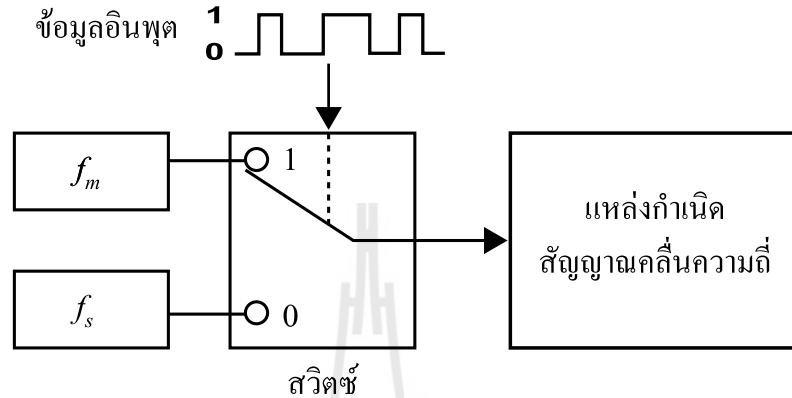 ข้อมูลอินพุต
1
0
f_m
1
แหล่งกำเนิด
สัญญาณคลื่นความถี่
f_s
0
สวิตซ์